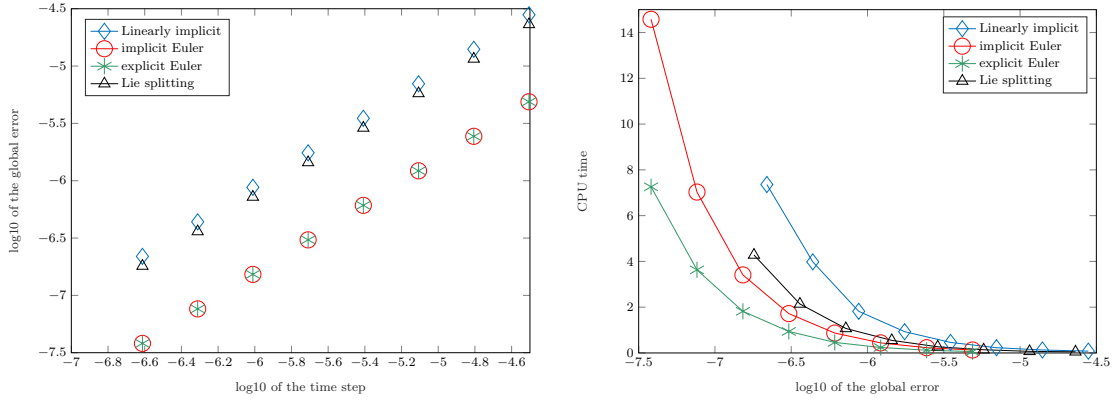 −4.5
−5
−5.5
−6
−6.5
−7
−7.5
log10 of the global error
Linearly implicit
implicit Euler
explicit Euler
Lie splitting
−7 −6.8 −6.6 −6.4 −6.2 −6 −5.8 −5.6 −5.4 −5.2 −5 −4.8 −4.6
log10 of the time step
14
12
10
8
6
4
2
0
CPU time
Linearly implicit
implicit Euler
explicit Euler
Lie splitting
−7.5 −7 −6.5 −6 −5.5 −5 −4.5
log10 of the global error